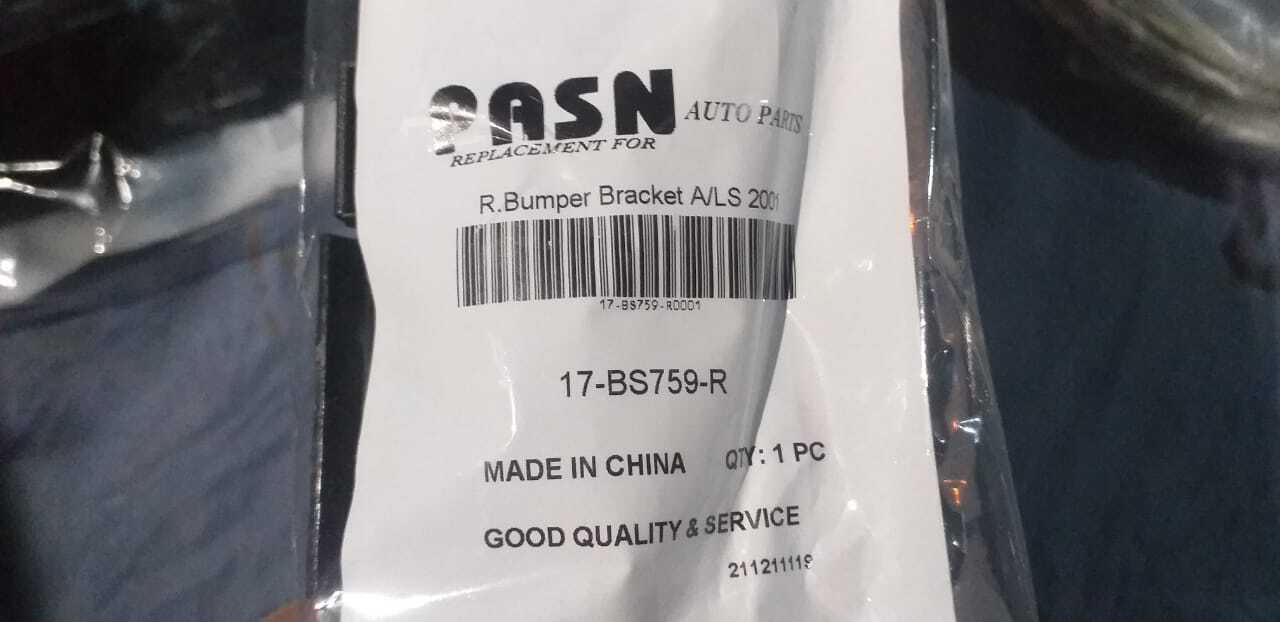 PASN AUTO PARTS
REPLACEMENT FOR
R.Bumper Bracket A/LS 2001
17-BS759-R0001
17-BS759-R
MADE IN CHINA QTY: 1 PC
GOOD QUALITY & SERVICE
211211119